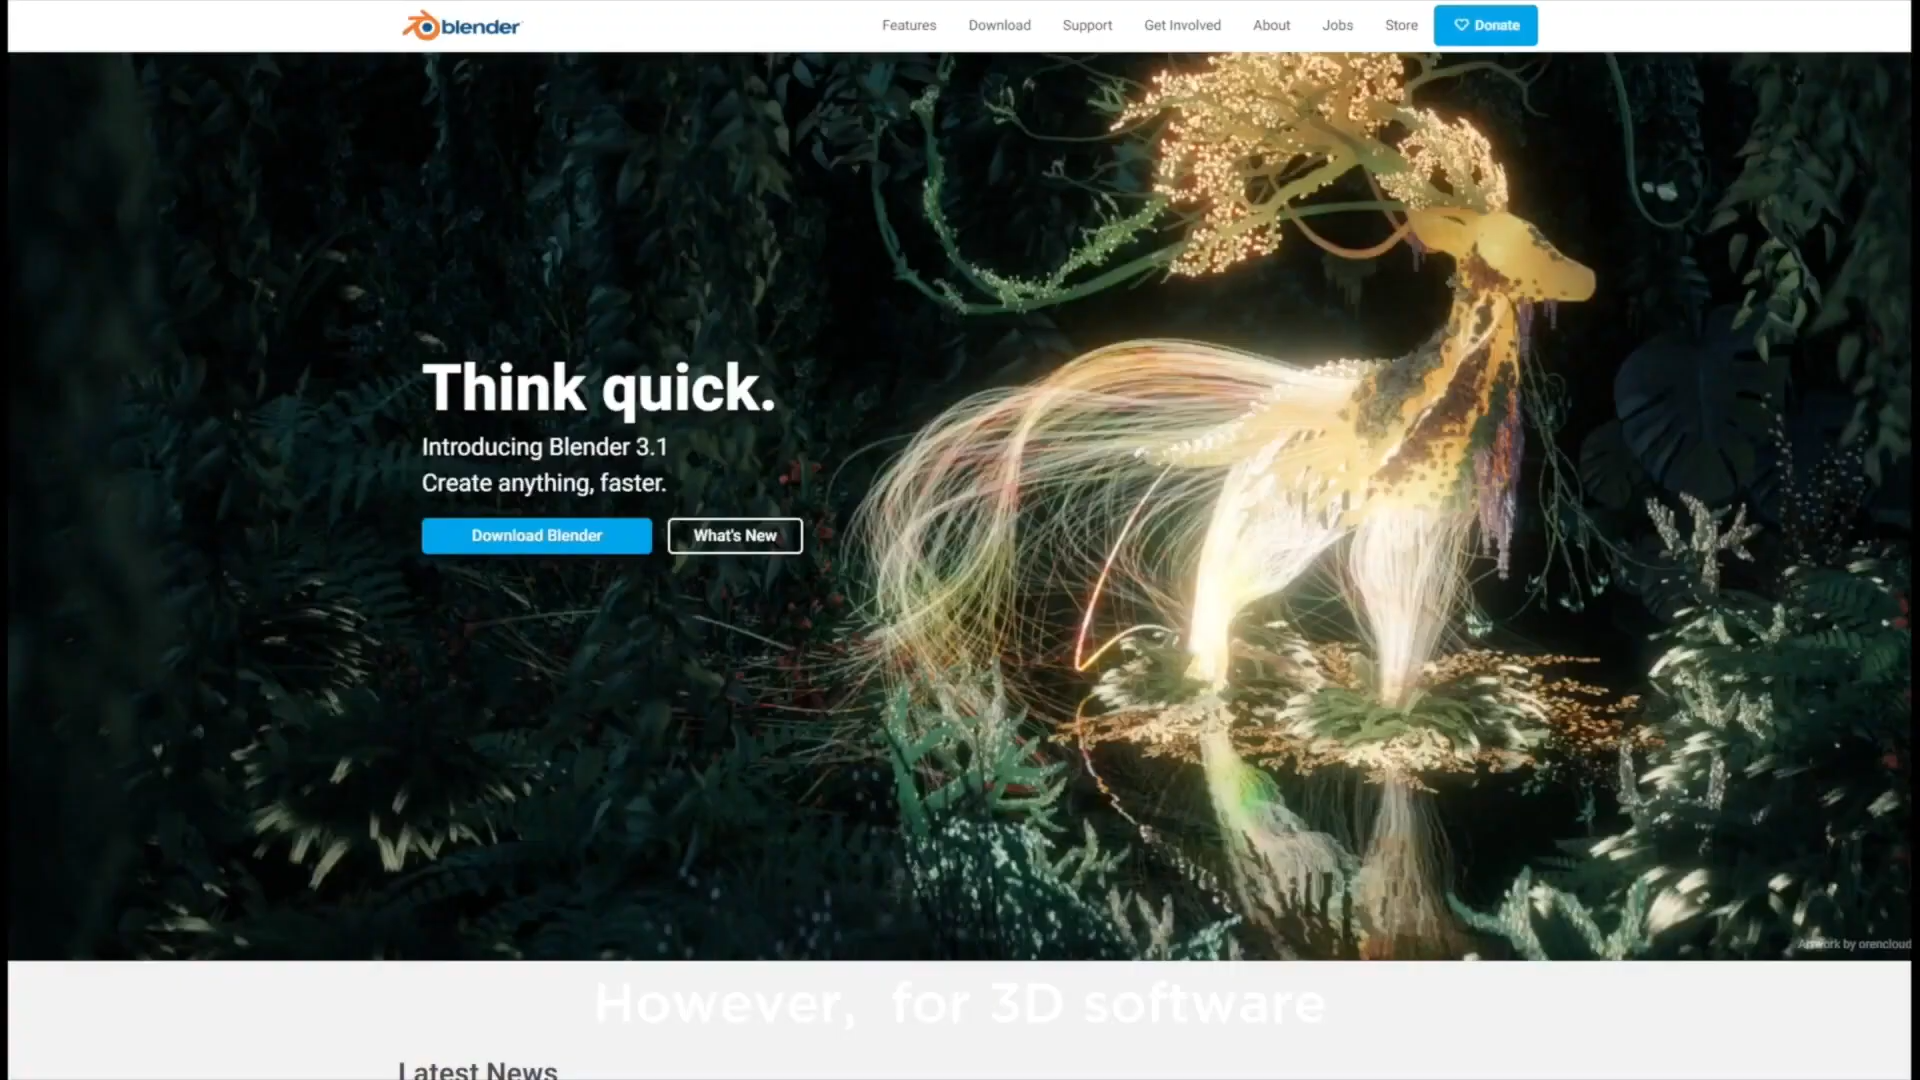 blender
Features Download Support Get Involved About Jobs Store Donate
Think quick.
Introducing Blender 3.1
Create anything, faster.
Download Blender What's New
Artwork by orencloud
However, for 3D software
Latest News